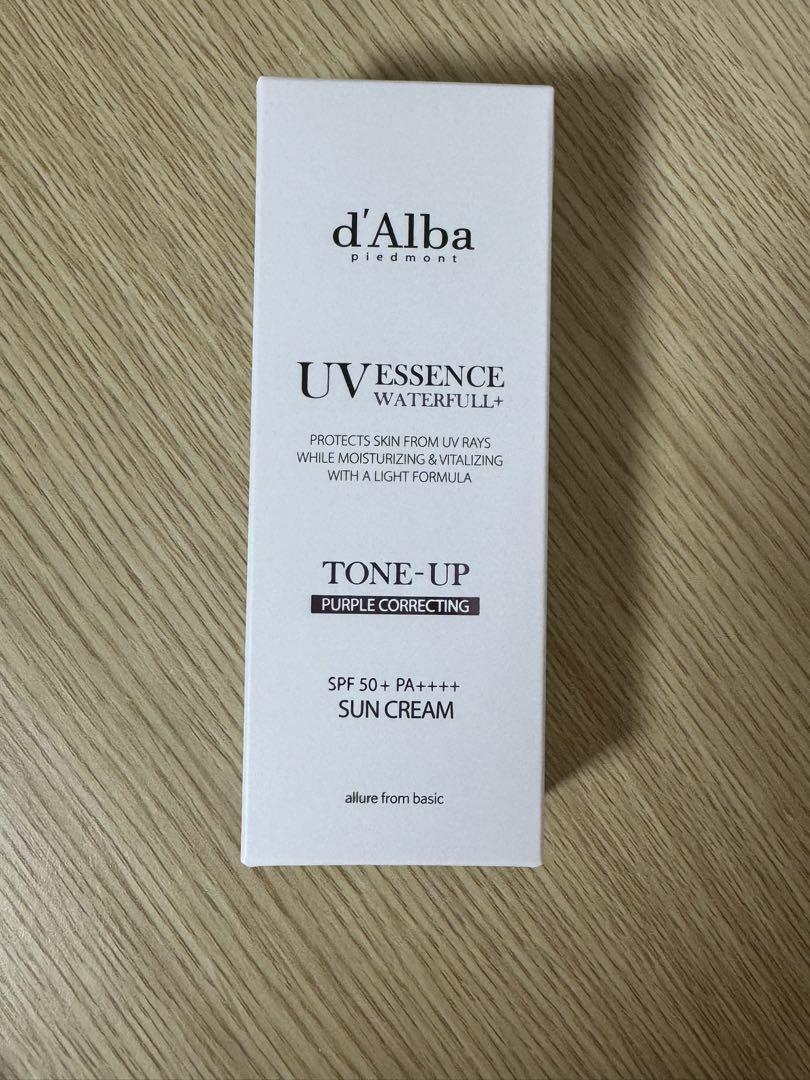 d'Alba
piedmont
UV ESSENCE
WATERFULL+
PROTECTS SKIN FROM UV RAYS
WHILE MOISTURIZING & VITALIZING
WITH A LIGHT FORMULA
TONE-UP
PURPLE CORRECTING
SPF 50+ PA++++
SUN CREAM
allure from basic